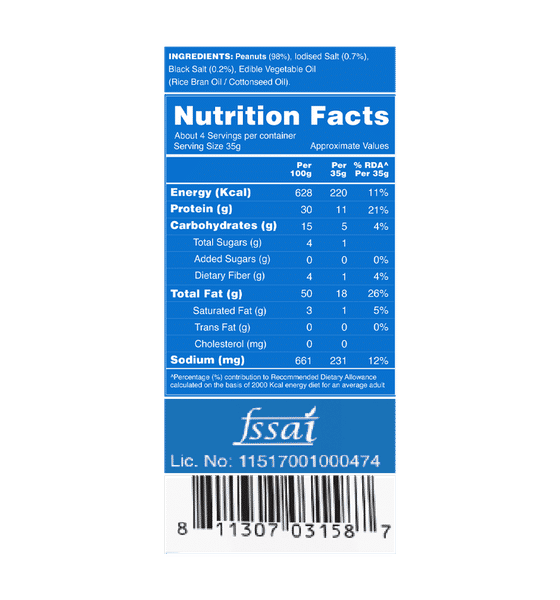 INGREDIENTS: Peanuts (98%), Iodised Salt (0.7%),
Black Salt (0.2%), Edible Vegetable Oil
(Rice Bran Oil / Cottonseed Oil).
Nutrition Facts
About 4 Servings per container
Serving Size 35g Approximate Values
Per 100g Per 35g % RDA^ Per 35g
Energy (Kcal) 628 220 11%
Protein (g) 30 11 21%
Carbohydrates (g) 15 5 4%
Total Sugars (g) 4 1
Added Sugars (g) 0 0 0%
Dietary Fiber (g) 4 1 4%
Total Fat (g) 50 18 26%
Saturated Fat (g) 3 1 5%
Trans Fat (g) 0 0 0%
Cholesterol (mg) 0 0
Sodium (mg) 661 231 12%
^Percentage (%) contribution to Recommended Dietary Allowance
calculated on the basis of 2000 Kcal energy diet for an average adult
fssai
Lic. No: 11517001000474
8 11307 03158 7